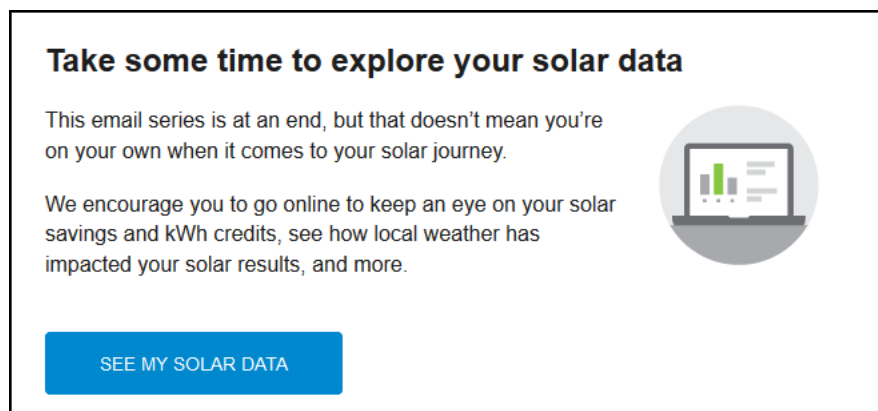 Take some time to explore your solar data
This email series is at an end, but that doesn’t mean you’re
on your own when it comes to your solar journey.
We encourage you to go online to keep an eye on your solar
savings and kWh credits, see how local weather has
impacted your solar results, and more.
SEE MY SOLAR DATA